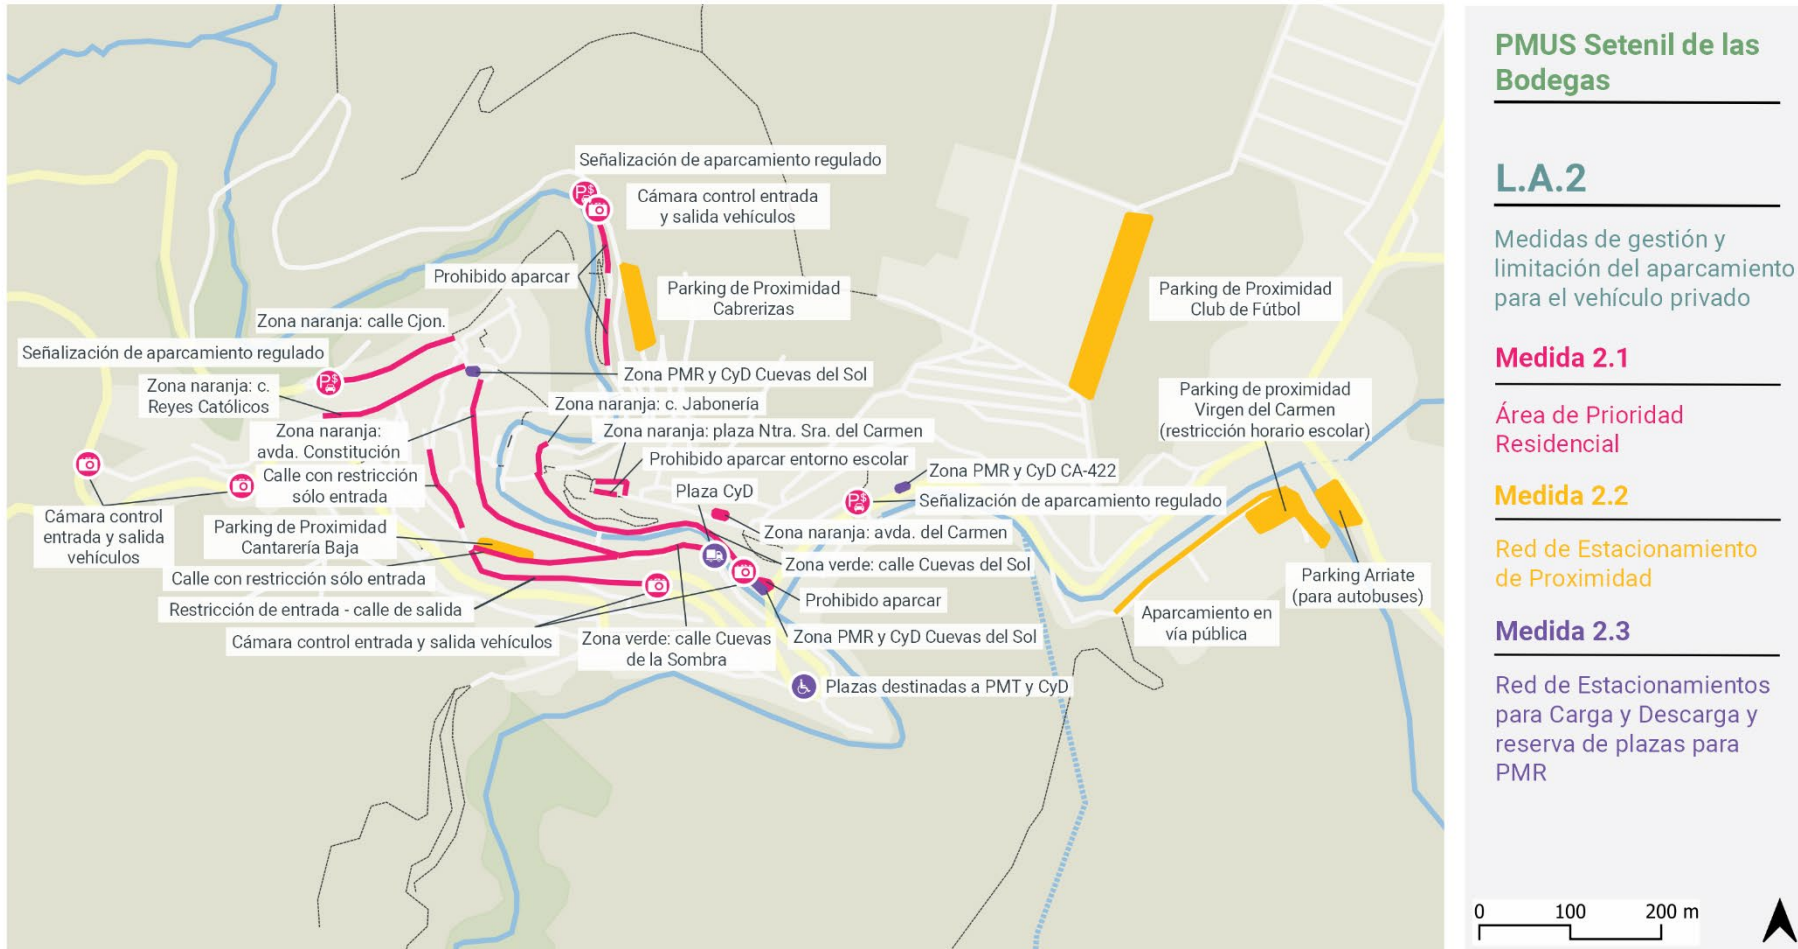 Señalización de aparcamiento regulado
Cámara control entrada
y salida vehículos
Prohibido aparcar
Parking de Proximidad
Cabrerizas
Parking de Proximidad
Club de Fútbol
Zona naranja: calle Cjon.
Señalización de aparcamiento regulado
Zona naranja: c.
Reyes Católicos
Zona PMR y CyD Cuevas del Sol
Zona naranja: c. Jabonería
Zona naranja:
avda. Constitución
Zona naranja: plaza Ntra. Sra. del Carmen
Prohibido aparcar entorno escolar
Parking de proximidad
Virgen del Carmen
(restricción horario escolar)
Calle con restricción
sólo entrada
Plaza CyD
Zona PMR y CyD CA-422
Señalización de aparcamiento regulado
Cámara control
entrada y salida
vehículos
Parking de Proximidad
Cantarería Baja
Zona naranja: avda. del Carmen
Zona verde: calle Cuevas del Sol
Calle con restricción sólo entrada
Parking Arriate
(para autobuses)
Restricción de entrada - calle de salida
Prohibido aparcar
Aparcamiento en
vía pública
Cámara control entrada y salida vehículos
Zona verde: calle Cuevas
de la Sombra
Zona PMR y CyD Cuevas del Sol
Plazas destinadas a PMT y CyD
P$
P$
P$
PMUS Setenil de las
Bodegas
L.A.2
Medidas de gestión y
limitación del aparcamiento
para el vehículo privado
Medida 2.1
Área de Prioridad
Residencial
Medida 2.2
Red de Estacionamiento
de Proximidad
Medida 2.3
Red de Estacionamientos
para Carga y Descarga y
reserva de plazas para
PMR
0 100 200 m